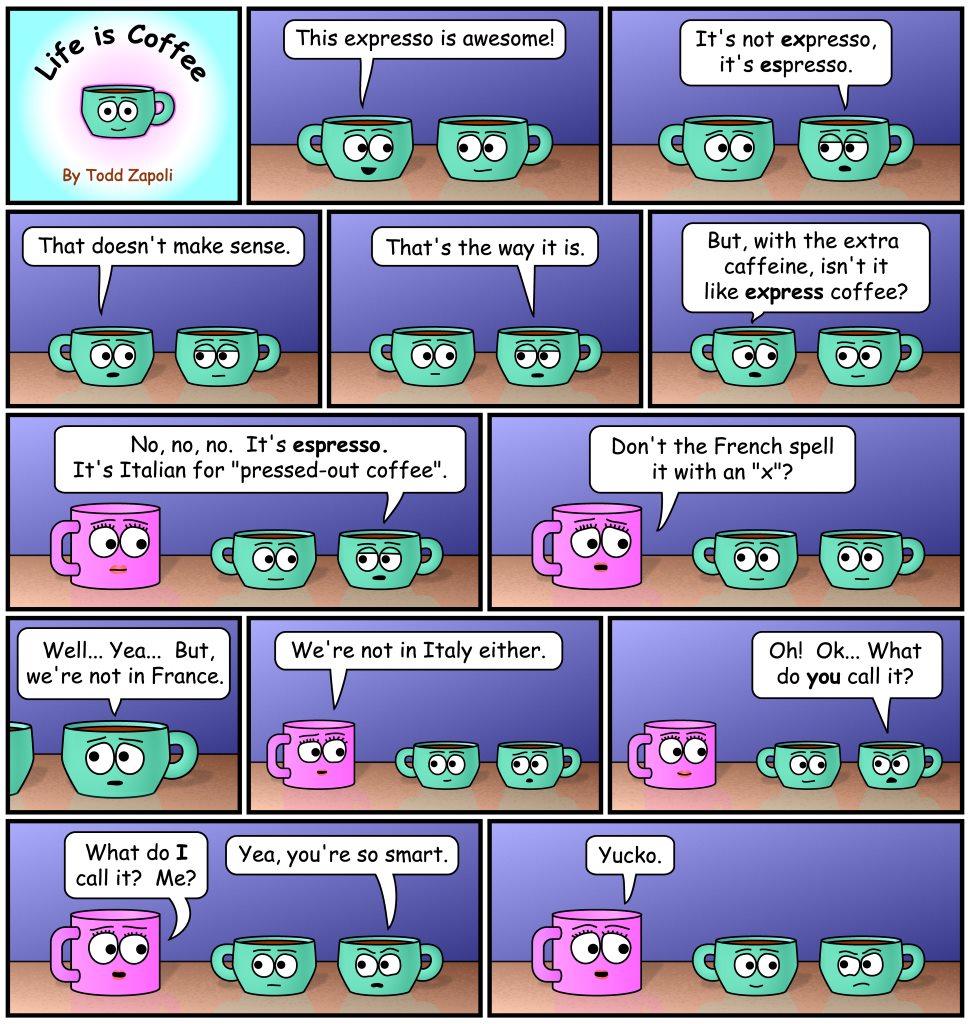 Life is Coffee
By Todd Zapoli
This expresso is awesome!
It's not expresso,
it's espresso.
That doesn't make sense.
That's the way it is.
But, with the extra
caffeine, isn't it
like express coffee?
No, no, no. It's espresso.
It's Italian for "pressed-out coffee".
Don't the French spell
it with an "x"?
Well... Yea... But,
we're not in France.
We're not in Italy either.
Oh! Ok... What
do you call it?
What do I
call it? Me?
Yea, you're so smart.
Yucko.